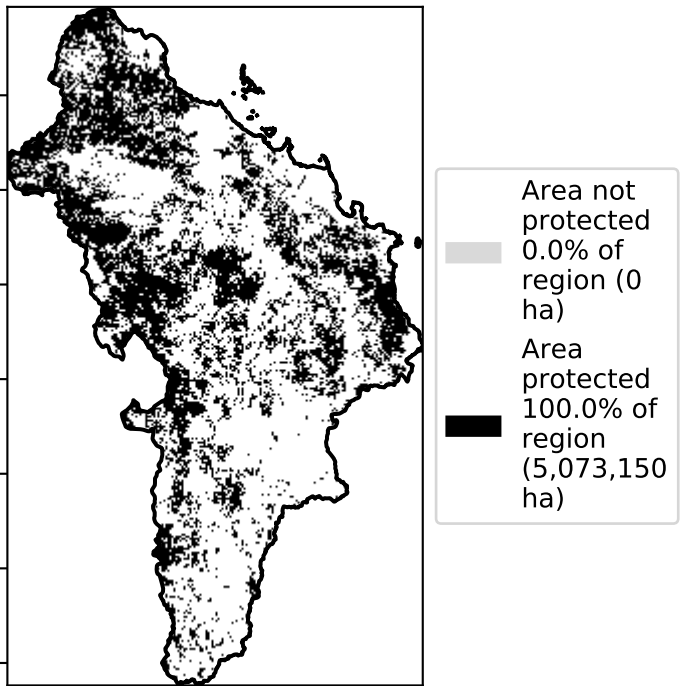 Area not
protected
0.0% of
region (0
ha)
Area
protected
100.0% of
region
(5,073,150
ha)